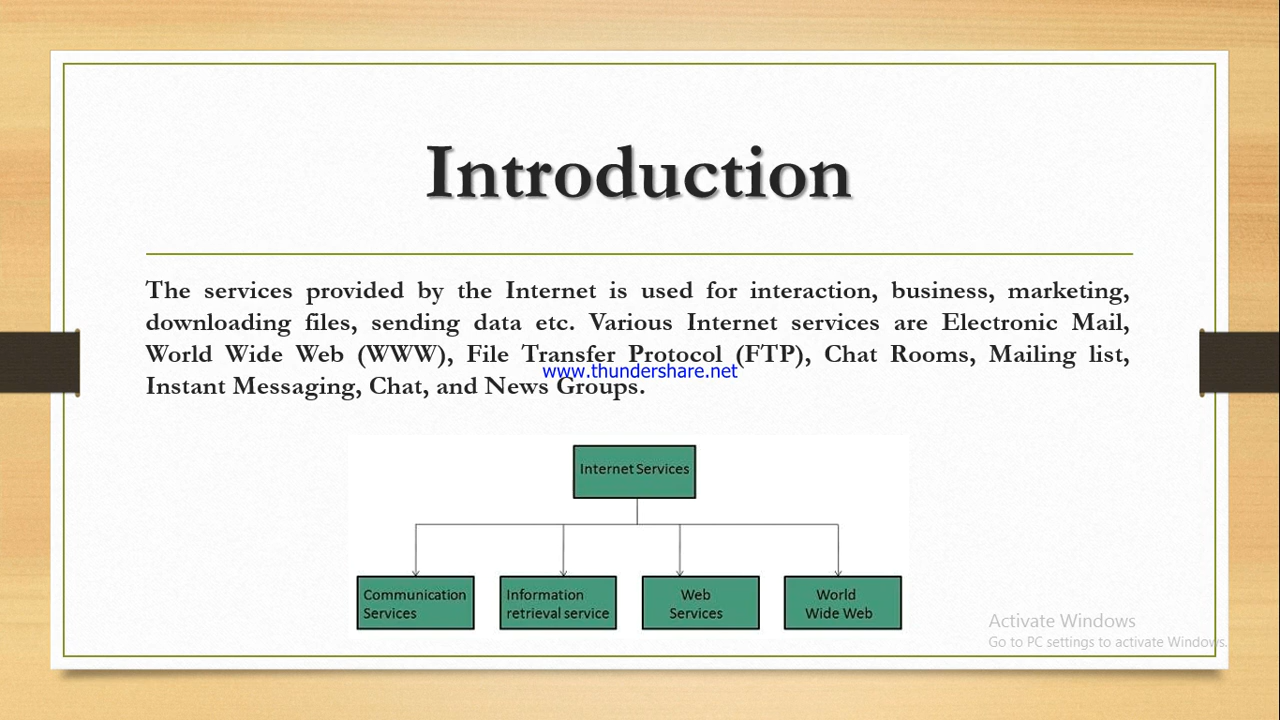 Introduction
The services provided by the Internet is used for interaction, business, marketing,
downloading files, sending data etc. Various Internet services are Electronic Mail,
World Wide Web (WWW), File Transfer Protocol (FTP), Chat Rooms, Mailing list,
www.thundershare.net
Instant Messaging, Chat, and News Groups.
Internet Services
Communication
Services
Information
retrieval service
Web
Services
World
Wide Web
Activate Windows
Go to PC settings to activate Windows.